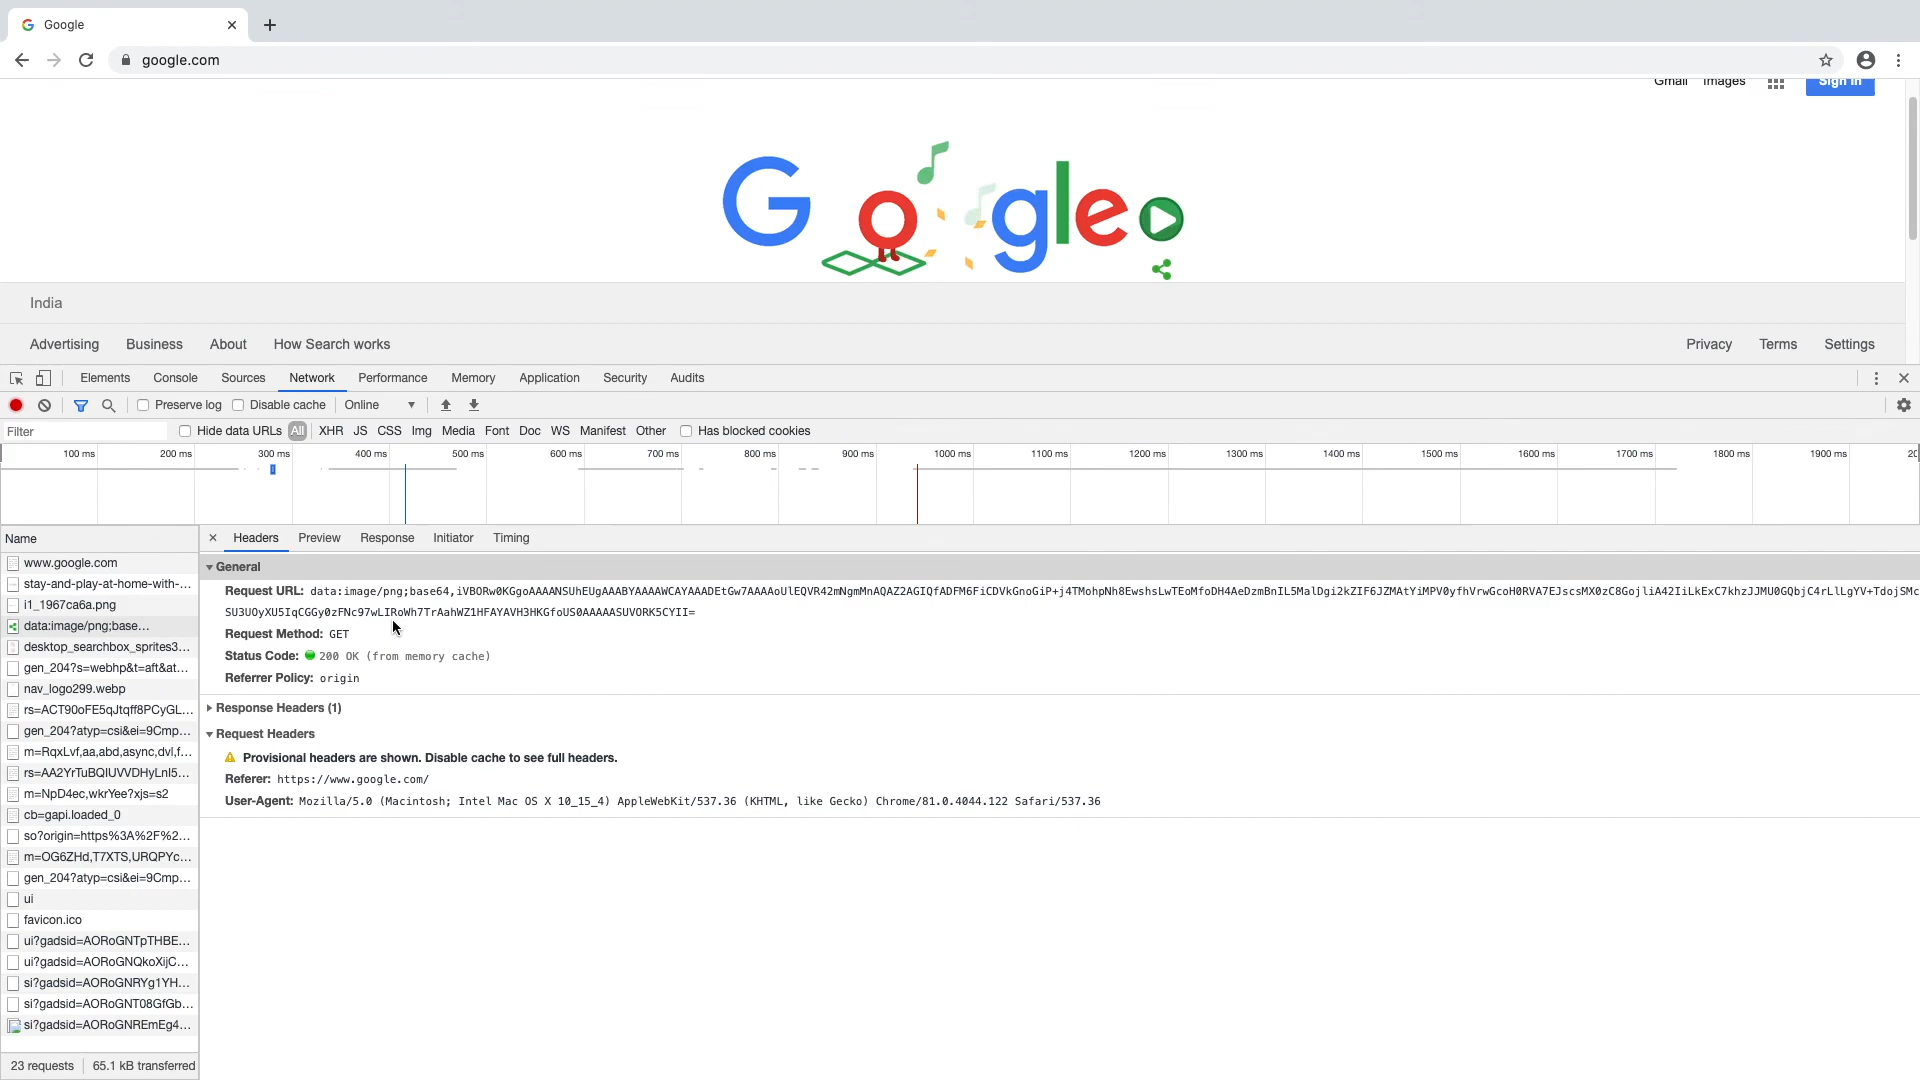 Google
google.com
Gmail Images Sign in
Google
India
Advertising Business About How Search works Privacy Terms Settings
Elements Console Sources Network Performance Memory Application Security Audits
Preserve log Disable cache Online
Filter Hide data URLs All XHR JS CSS Img Media Font Doc WS Manifest Other Has blocked cookies
100 ms 200 ms 300 ms 400 ms 500 ms 600 ms 700 ms 800 ms 900 ms 1000 ms 1100 ms 1200 ms 1300 ms 1400 ms 1500 ms 1600 ms 1700 ms 1800 ms 1900 ms
Name
www.google.com
stay-and-play-at-home-with-...
i1_1967ca6a.png
data:image/png;base...
desktop_searchbox_sprites3...
gen_204?s=webhp&t=aft&at...
nav_logo299.webp
rs=ACT90oFE5qJtqff8PCyGL...
gen_204?atyp=csi&ei=9Cmp...
m=RqxLvf,aa,abd,async,dvl,f...
rs=AA2YrTuBQIUVVDHyLnI5...
m=NpD4ec,wkrYee?xjs=s2
cb=gapi.loaded_0
so?origin=https%3A%2F%2...
m=OG6ZHd,T7XTS,URQPYc...
gen_204?atyp=csi&ei=9Cmp...
ui
favicon.ico
ui?gadsid=AORoGNTpTHBE...
ui?gadsid=AORoGNQkoXijC...
si?gadsid=AORoGNRYg1YH...
si?gadsid=AORoGNT08GfGb...
si?gadsid=AORoGNREmEg4...
23 requests 65.1 kB transferred
Headers Preview Response Initiator Timing
General
Request URL: data:image/png;base64,iVBORw0KGgoAAAANSUhEUgAAABYAAAAWCAYAAADEtGw7AAAAoUlEQVR42mNgmMnAQAZ2AGIQfADFM6FiCDVkGnoGiP+j4TMohpNh8EwshsLwTEoMfoDH4AeDzmBnIL5MalDgi2kZIF6JZMAtYiMPV0yfhVrwGcoH0RVA7EJscsMX0zC8GojliA42IiLkExC7khzJJMU0GQbjC4rLlLgYV+TdojSMc
SU3UOyXU5IqCGGy0zFNc97wLIRoWh7TrAahWZ1HFAYAVH3HKGfoUS0AAAAASUVORK5CYII=
Request Method: GET
Status Code: 200 OK (from memory cache)
Referrer Policy: origin
Response Headers (1)
Request Headers
Provisional headers are shown. Disable cache to see full headers.
Referer: https://www.google.com/
User-Agent: Mozilla/5.0 (Macintosh; Intel Mac OS X 10_15_4) AppleWebKit/537.36 (KHTML, like Gecko) Chrome/81.0.4044.122 Safari/537.36